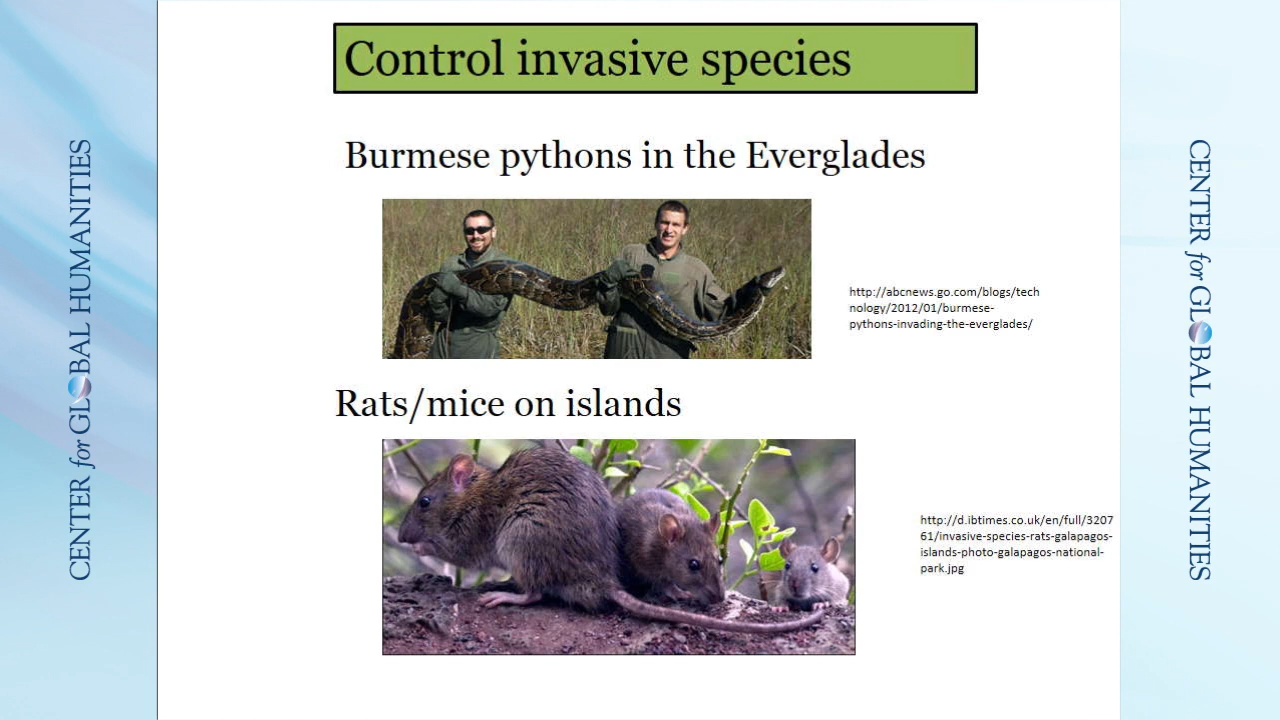 Control invasive species
Burmese pythons in the Everglades
http://abcnews.go.com/blogs/tech
nology/2012/01/burmese-
pythons-invading-the-everglades/
Rats/mice on islands
http://d.ibtimes.co.uk/en/full/3207
61/invasive-species-rats-galapagos-
islands-photo-galapagos-national-
park.jpg
CENTER for GLOBAL HUMANITIES
CENTER for GLOBAL HUMANITIES